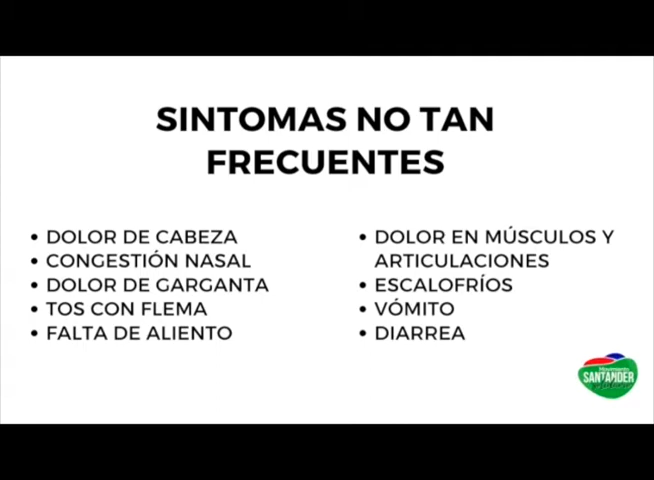 SINTOMAS NO TAN
FRECUENTES
• DOLOR DE CABEZA
• CONGESTIÓN NASAL
• DOLOR DE GARGANTA
• TOS CON FLEMA
• FALTA DE ALIENTO
• DOLOR EN MÚSCULOS Y
ARTICULACIONES
• ESCALOFRÍOS
• VÓMITO
• DIARREA
Movimiento
SANTANDER